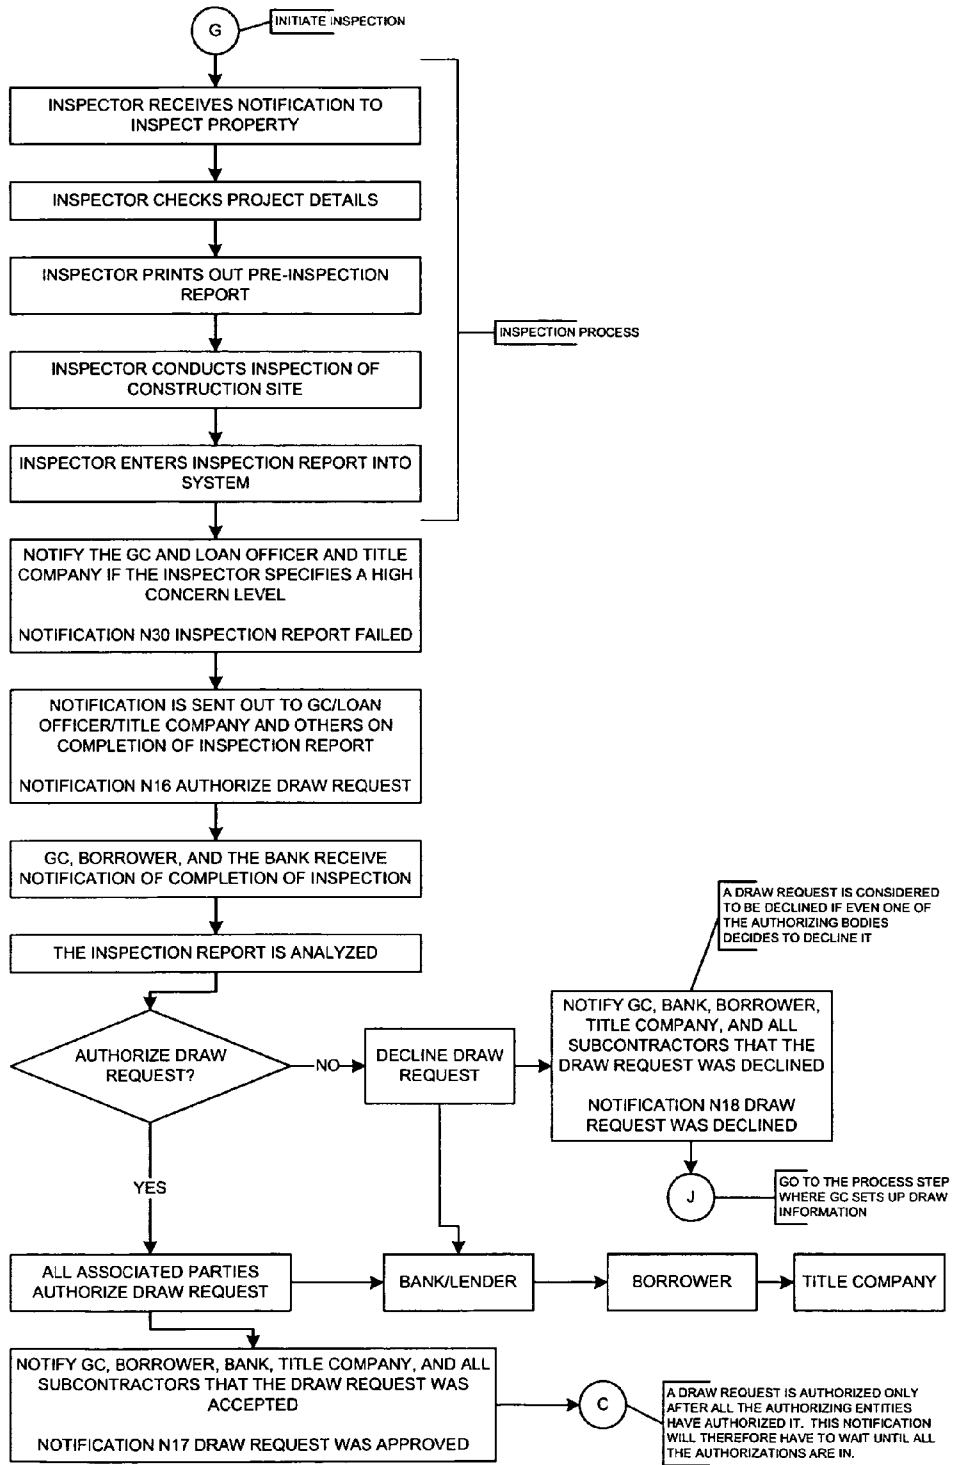 G
INITIATE INSPECTION
INSPECTOR RECEIVES NOTIFICATION TO
INSPECT PROPERTY
INSPECTOR CHECKS PROJECT DETAILS
INSPECTOR PRINTS OUT PRE-INSPECTION
REPORT
INSPECTION PROCESS
INSPECTOR CONDUCTS INSPECTION OF
CONSTRUCTION SITE
INSPECTOR ENTERS INSPECTION REPORT INTO
SYSTEM
NOTIFY THE GC AND LOAN OFFICER AND TITLE
COMPANY IF THE INSPECTOR SPECIFIES A HIGH
CONCERN LEVEL
NOTIFICATION N30 INSPECTION REPORT FAILED
NOTIFICATION IS SENT OUT TO GC/LOAN
OFFICER/TITLE COMPANY AND OTHERS ON
COMPLETION OF INSPECTION REPORT
NOTIFICATION N16 AUTHORIZE DRAW REQUEST
GC, BORROWER, AND THE BANK RECEIVE
NOTIFICATION OF COMPLETION OF INSPECTION
THE INSPECTION REPORT IS ANALYZED
A DRAW REQUEST IS CONSIDERED
TO BE DECLINED IF EVEN ONE OF
THE AUTHORIZING BODIES
DECIDES TO DECLINE IT
AUTHORIZE DRAW
REQUEST?
NO
DECLINE DRAW
REQUEST
NOTIFY GC, BANK, BORROWER,
TITLE COMPANY, AND ALL
SUBCONTRACTORS THAT THE
DRAW REQUEST WAS DECLINED
NOTIFICATION N18 DRAW
REQUEST WAS DECLINED
YES
J
GO TO THE PROCESS STEP
WHERE GC SETS UP DRAW
INFORMATION
ALL ASSOCIATED PARTIES
AUTHORIZE DRAW REQUEST
BANK/LENDER
BORROWER
TITLE COMPANY
NOTIFY GC, BORROWER, BANK, TITLE COMPANY, AND ALL
SUBCONTRACTORS THAT THE DRAW REQUEST WAS
ACCEPTED
NOTIFICATION N17 DRAW REQUEST WAS APPROVED
C
A DRAW REQUEST IS AUTHORIZED ONLY
AFTER ALL THE AUTHORIZING ENTITIES
HAVE AUTHORIZED IT. THIS NOTIFICATION
WILL THEREFORE HAVE TO WAIT UNTIL ALL
THE AUTHORIZATIONS ARE IN.